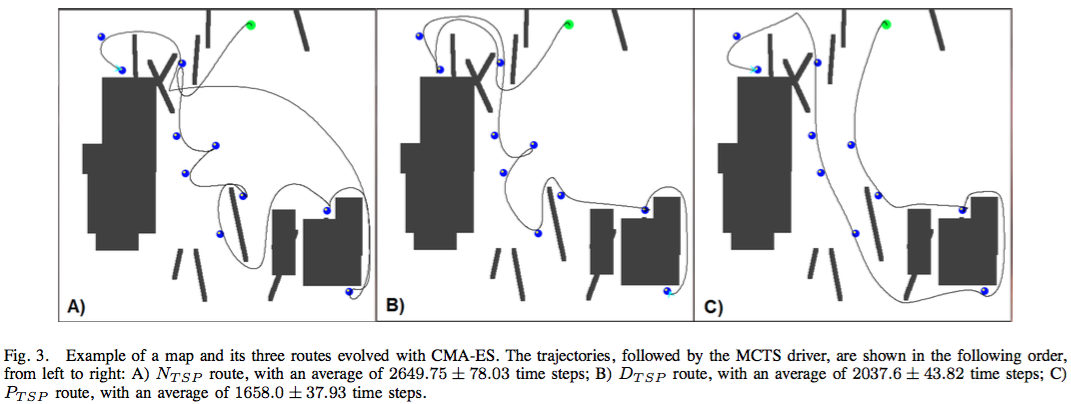 A)
B)
C)
Fig. 3. Example of a map and its three routes evolved with CMA-ES. The trajectories, followed by the MCTS driver, are shown in the following order,
from left to right: A) N_TSP route, with an average of 2649.75 ± 78.03 time steps; B) D_TSP route, with an average of 2037.6 ± 43.82 time steps; C)
P_TSP route, with an average of 1658.0 ± 37.93 time steps.